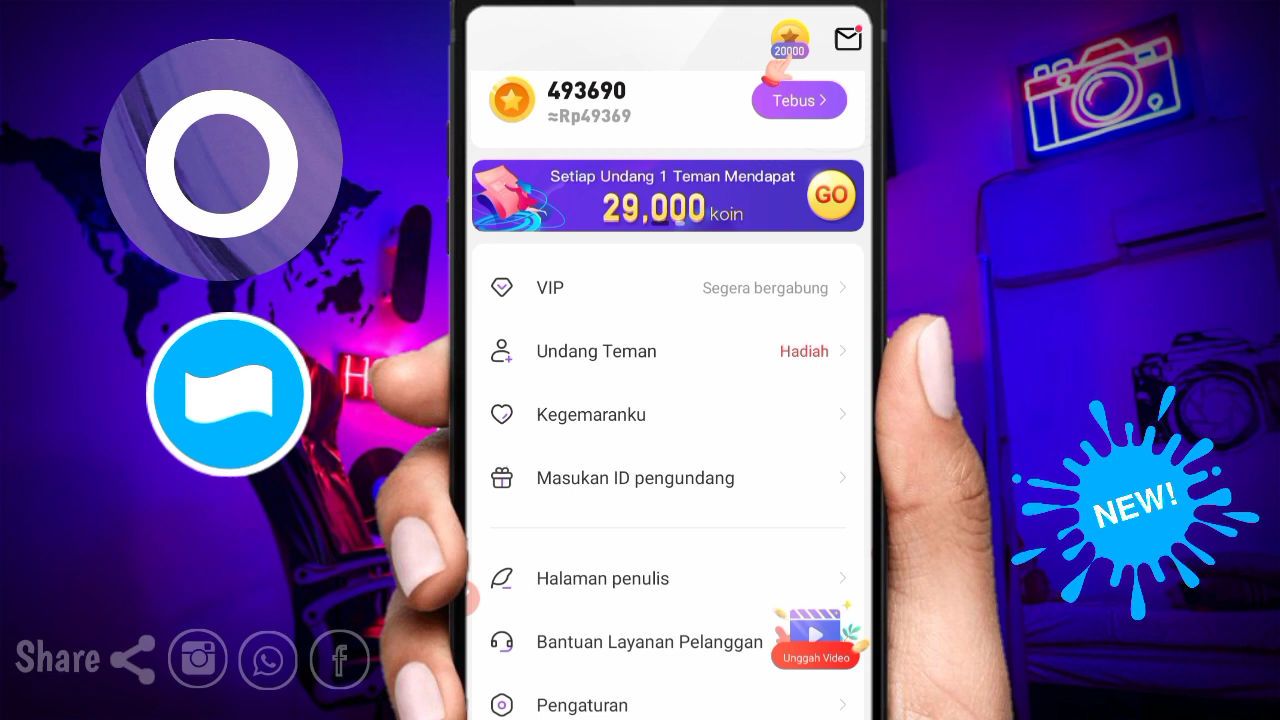 20000
493690
≈Rp49369
Tebus
Setiap Undang 1 Teman Mendapat
29,000 koin
GO
VIP
Segera bergabung
Undang Teman
Hadiah
Kegemaranku
Masukan ID pengundang
Halaman penulis
Bantuan Layanan Pelanggan
Unggah Video
Pengaturan
H
NEW!
Share